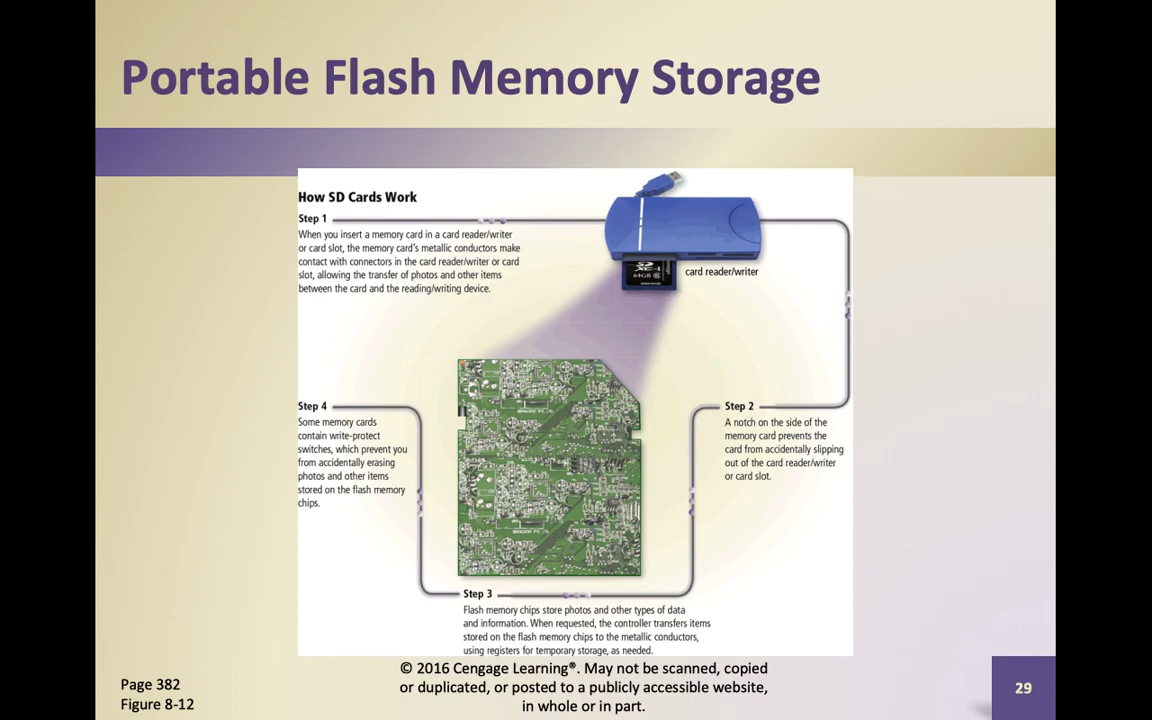 Portable Flash Memory Storage
How SD Cards Work
Step 1
When you insert a memory card in a card reader/writer
or card slot, the memory card's metallic conductors make
contact with connectors in the card reader/writer or card
slot, allowing the transfer of photos and other items
between the card and the reading/writing device.
64GB
card reader/writer
Step 2
A notch on the side of the
memory card prevents the
card from accidentally slipping
out of the card reader/writer
or card slot.
Step 4
Some memory cards
contain write-protect
switches, which prevent you
from accidentally erasing
photos and other items
stored on the flash memory
chips.
Step 3
Flash memory chips store photos and other types of data
and information. When requested, the controller transfers items
stored on the flash memory chips to the metallic conductors,
using registers for temporary storage, as needed.
Page 382
Figure 8-12
© 2016 Cengage Learning®. May not be scanned, copied
or duplicated, or posted to a publicly accessible website,
in whole or in part.
29